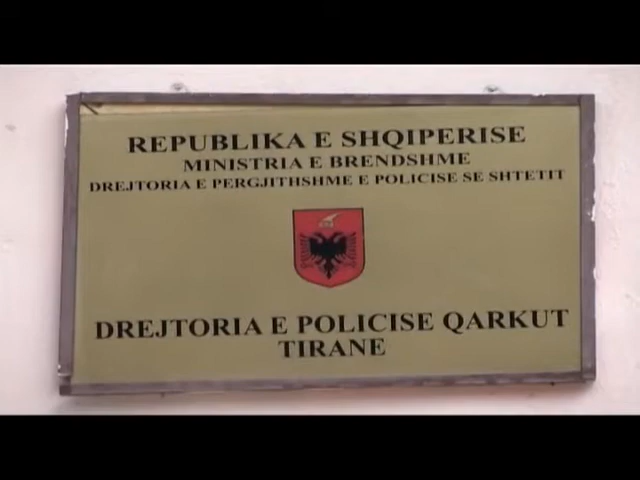 REPUBLIKA E SHQIPERISE
MINISTRIA E BRENDSHME
DREJTORIA E PERGJITHSHME E POLICISE SE SHTETIT
DREJTORIA E POLICISE QARKUT
TIRANE